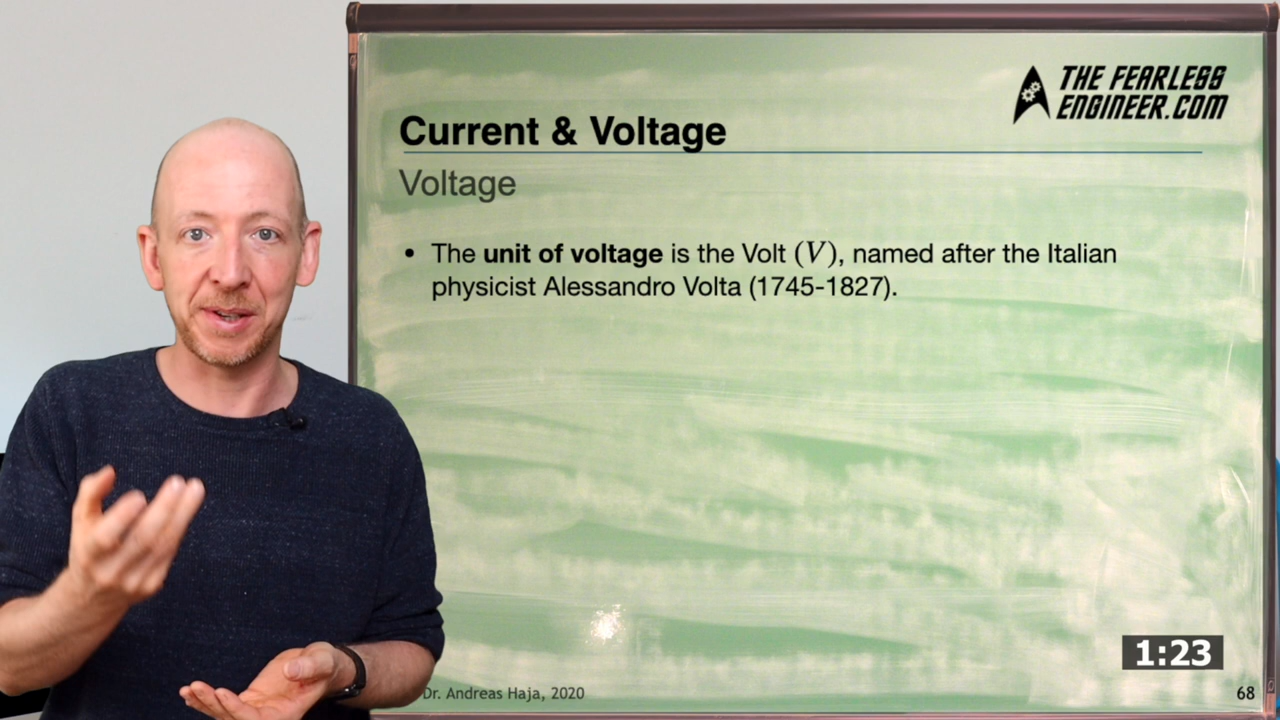 THE FEARLESS
ENGINEER.COM
Current & Voltage
Voltage
• The unit of voltage is the Volt (V), named after the Italian
physicist Alessandro Volta (1745-1827).
1:23
Dr. Andreas Haja, 2020
68